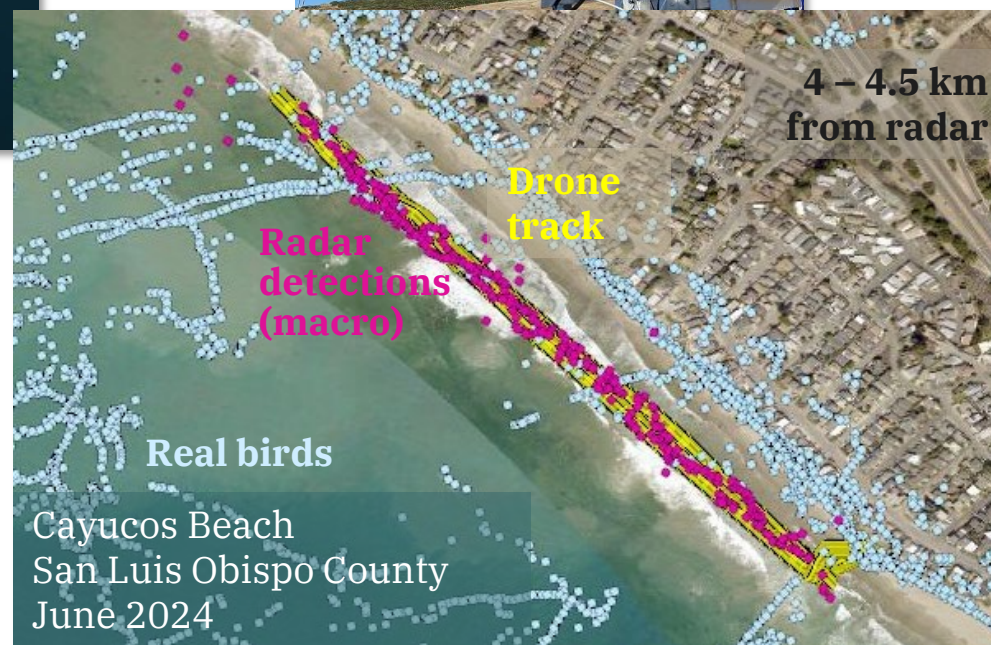 4 – 4.5 km
from radar
Drone
track
Radar
detections
(macro)
Real birds
Cayucos Beach
San Luis Obispo County
June 2024